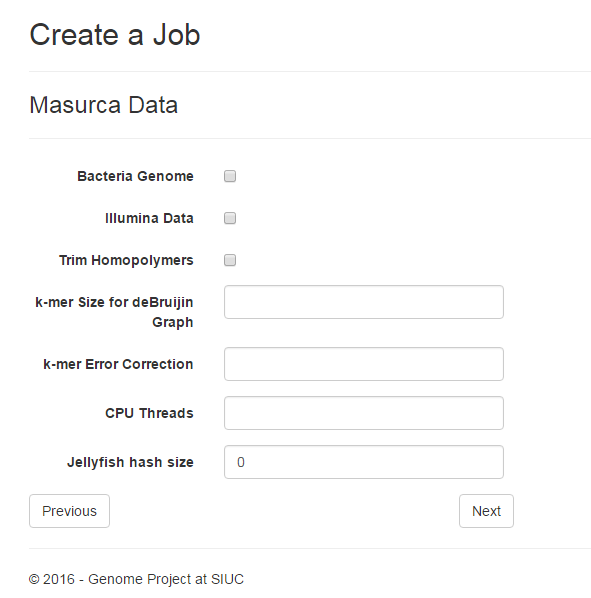 Create a Job
Masurca Data
Bacteria Genome
Illumina Data
Trim Homopolymers
k-mer Size for deBruijin
Graph
k-mer Error Correction
CPU Threads
Jellyfish hash size 0
Previous Next
© 2016 - Genome Project at SIUC